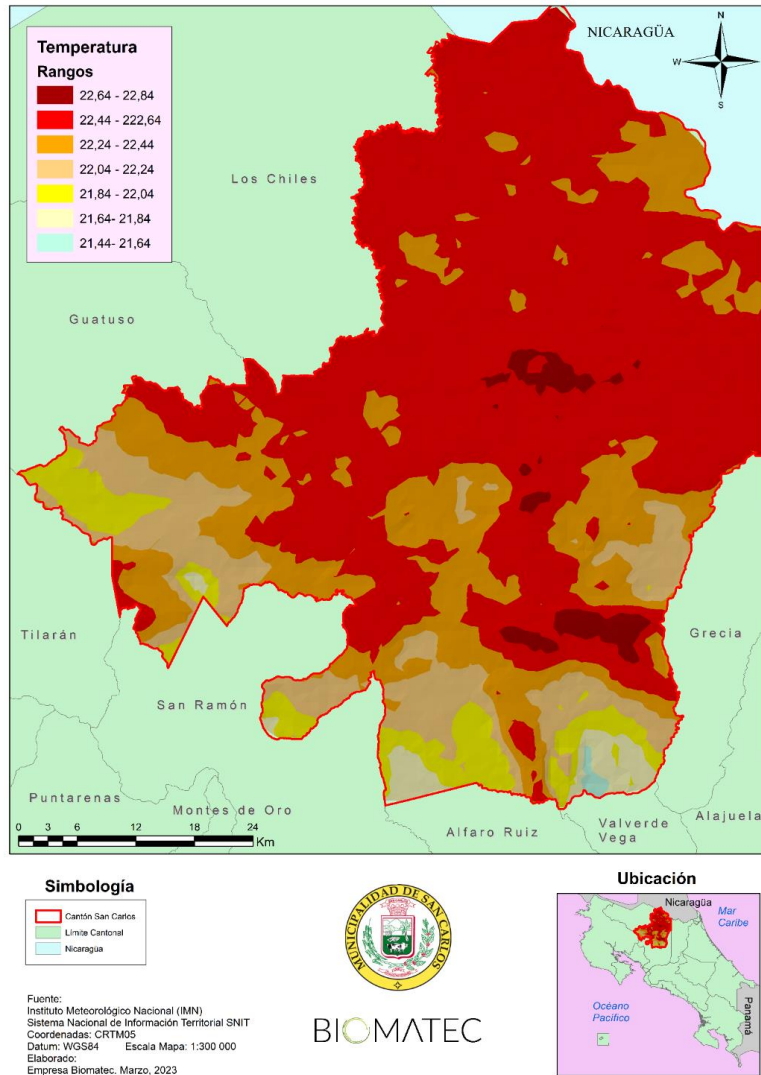 Temperatura
Rangos
22,64 - 22,84
22,44 - 222,64
22,24 - 22,44
22,04 - 22,24
21,84 - 22,04
21,64- 21,84
21,44- 21,64
NICARAGÜA
N
W
E
S
Los Chiles
Guatuso
Tilarán
San Ramón
Grecia
Puntarenas
Montes de Oro
Alfaro Ruiz
Valverde
Vega
Alajuela
0 3 6 12 18 24
Km
Simbología
Cantón San Carlos
Límite Cantonal
Nicaragüa
MUNICIPALIDAD DE SAN CARLOS
BIOMATEC
Ubicación
Nicaragüa
Mar
Caribe
Océano
Pacifico
Panamá
Fuente:
Instituto Meteorológico Nacional (IMN)
Sistema Nacional de Información Territorial SNIT
Coordenadas: CRTM05
Datum: WGS84 Escala Mapa: 1:300 000
Elaborado:
Empresa Biomatec. Marzo, 2023